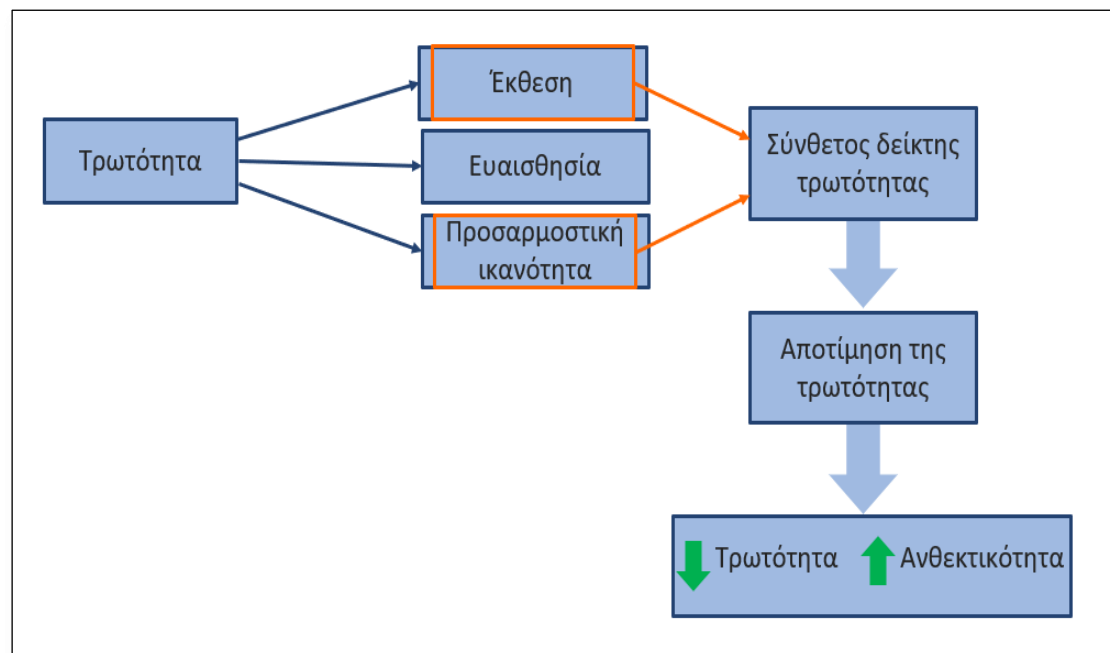 Τρωτότητα
Έκθεση
Ευαισθησία
Προσαρμοστική
ικανότητα
Σύνθετος δείκτης
τρωτότητας
Αποτίμηση της
τρωτότητας
Τρωτότητα
Ανθεκτικότητα